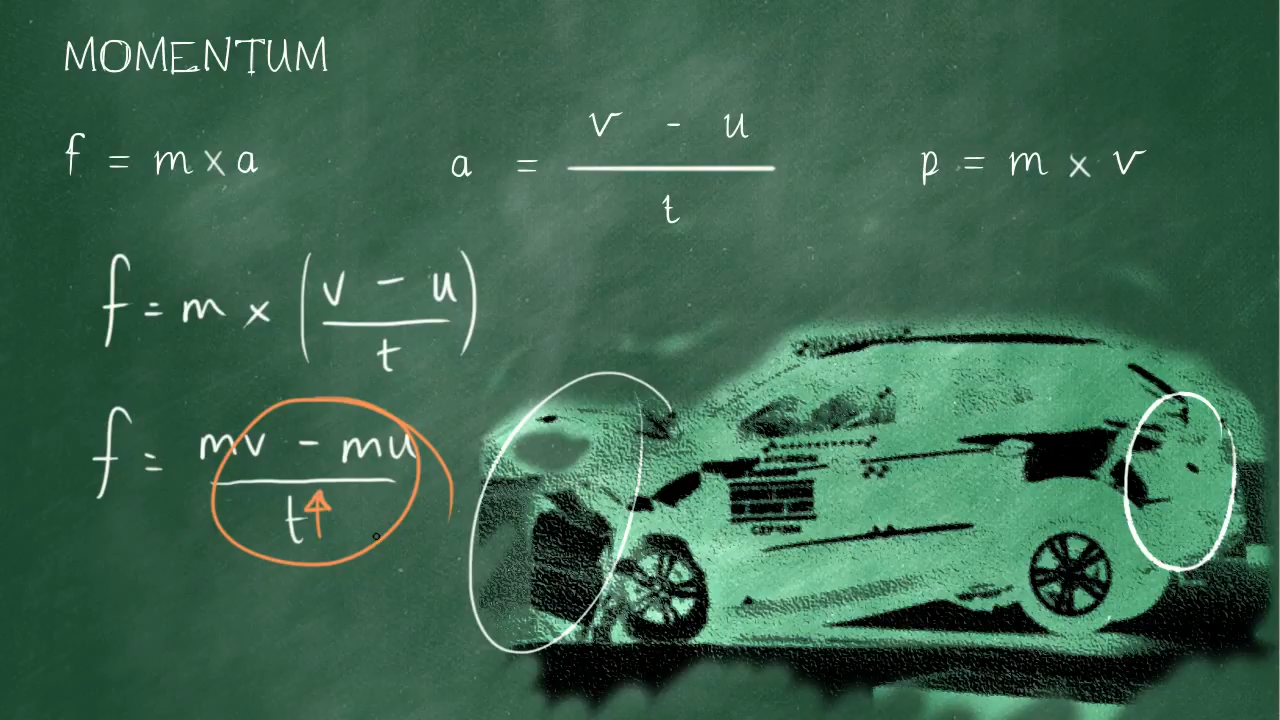 MOMENTUM
f = m x a
a = v - u / t
p = m x v
f = m x (v - u / t)
f = mv - mu / t ↑